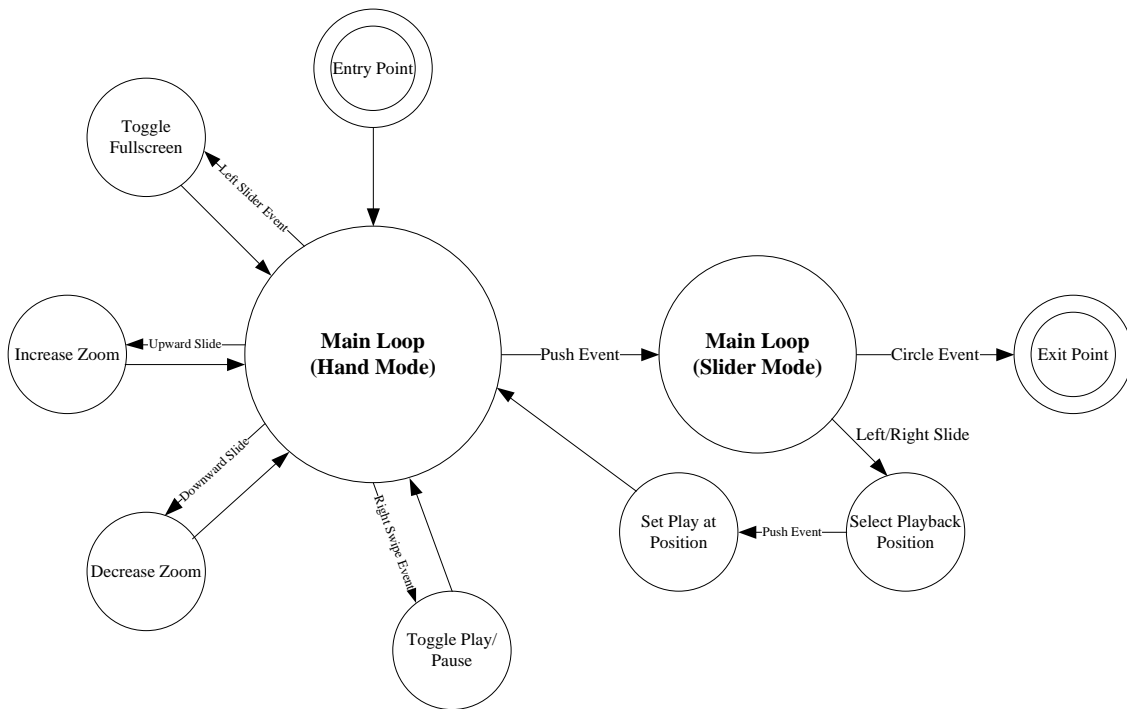 Entry Point
Toggle
Fullscreen
Left Slider Event
Increase Zoom
Upward Slide
Main Loop
(Hand Mode)
Push Event
Main Loop
(Slider Mode)
Circle Event
Exit Point
Left/Right Slide
Downward Slide
Right Swipe Event
Set Play at
Position
Push Event
Select Playback
Position
Decrease Zoom
Toggle Play/
Pause